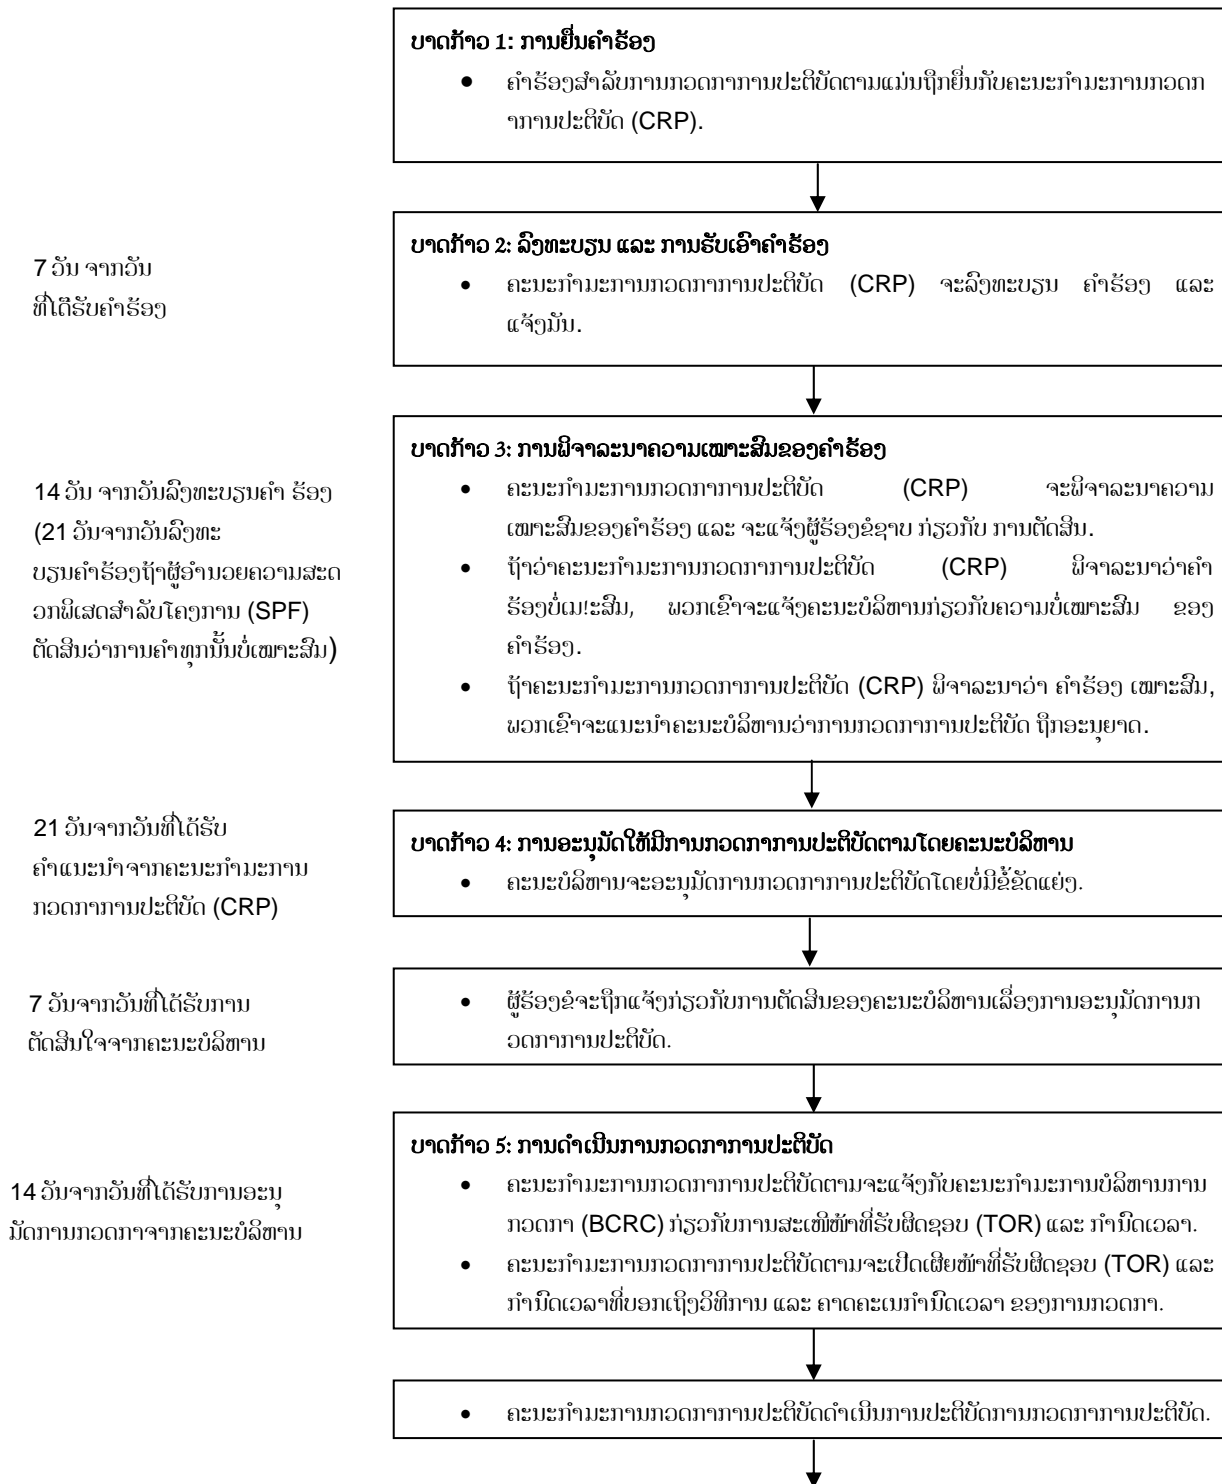 ບາດກ້າວ 1: ການຍື່ນຄຳຮ້ອງ
• ຄຳຮ້ອງສຳລັບການກວດກາການປະຕິບັດຕາມແມ່ນຖືກຍື່ນກັບຄະນະກຳມະການກວດກ
າການປະຕິບັດ (CRP).
7 ວັນ ຈາກວັນ
ທີ່ໄດ້ຮັບຄຳຮ້ອງ
ບາດກ້າວ 2: ລົງທະບຽນ ແລະ ການຮັບເອົາຄຳຮ້ອງ
• ຄະນະກຳມະການກວດກາການປະຕິບັດ (CRP) ຈະລົງທະບຽນ ຄຳຮ້ອງ ແລະ
ແຈ້ງມັນ.
14 ວັນ ຈາກວັນລົງທະບຽນຄຳ ຮ້ອງ
(21 ວັນຈາກວັນລົງທະ
ບຽນຄຳຮ້ອງຖ້າຜູ້ອຳນວຍຄວາມສະດ
ວກພິເສດສຳລັບໂຄງການ (SPF)
ຕັດສິນວ່າການຄຳທຸກນັ້ນບໍ່ເໝາະສົມ)
ບາດກ້າວ 3: ການພິຈາລະນາຄວາມເໝາະສົມຂອງຄຳຮ້ອງ
• ຄະນະກຳມະການກວດກາການປະຕິບັດ (CRP) ຈະພິຈາລະນາຄວາມ
ເໝາະສົມຂອງຄຳຮ້ອງ ແລະ ຈະແຈ້ງຜູ້ຮ້ອງຂໍຊາບ ກ່ຽວກັບ ການຕັດສິນ.
• ຖ້າວ່າຄະນະກຳມະການກວດກາການປະຕິບັດ (CRP) ພິຈາລະນາວ່າຄຳ
ຮ້ອງບໍ່ເມ!ະສົມ, ພວກເຂົາຈະແຈ້ງຄະນະບໍລິຫານກ່ຽວກັບຄວາມບໍ່ເໝາະສົມ ຂອງ
ຄຳຮ້ອງ.
• ຖ້າຄະນະກຳມະການກວດກາການປະຕິບັດ (CRP) ພິຈາລະນາວ່າ ຄຳຮ້ອງ ເໝາະສົມ,
ພວກເຂົາຈະແນະນຳຄະນະບໍລິຫານວ່າການກວດກາການປະຕິບັດ ຖືກອະນຸຍາດ.
21 ວັນຈາກວັນທີ່ໄດ້ຮັບ
ຄຳແນະນຳຈາກຄະນະກຳມະການ
ກວດກາການປະຕິບັດ (CRP)
ບາດກ້າວ 4: ການອະນຸມັດໃຫ້ມີການກວດກາການປະຕິບັດຕາມໂດຍຄະນະບໍລິຫານ
• ຄະນະບໍລິຫານຈະອະນຸມັດການກວດກາການປະຕິບັດໂດຍບໍ່ມີຂໍ້ຂັດແຍ່ງ.
7 ວັນຈາກວັນທີ່ໄດ້ຮັບການ
ຕັດສິນໃຈຈາກຄະນະບໍລິຫານ
• ຜູ້ຮ້ອງຂໍຈະຖືກແຈ້ງກ່ຽວກັບການຕັດສິນຂອງຄະນະບໍລິຫານເລື່ອງການອະນຸມັດການກ
ວດກາການປະຕິບັດ.
14 ວັນຈາກວັນທີ່ໄດ້ຮັບການອະນຸ
ມັດການກວດກາຈາກຄະນະບໍລິຫານ
ບາດກ້າວ 5: ການດຳເນີນການກວດກາການປະຕິບັດ
• ຄະນະກຳມະການກວດກາການປະຕິບັດຕາມຈະແຈ້ງກັບຄະນະກຳມະການບໍລິຫານການ
ກວດກາ (BCRC) ກ່ຽວກັບການສະເໜີໜ້າທີ່ຮັບຜິດຊອບ (TOR) ແລະ ກຳນົດເວລາ.
• ຄະນະກຳມະການກວດກາການປະຕິບັດຕາມຈະເປີດເຜີຍໜ້າທີ່ຮັບຜິດຊອບ (TOR) ແລະ
ກຳນົດເວລາທີ່ບອກເຖິງວິທີການ ແລະ ຄາດຄະເນກຳນົດເວລາ ຂອງການກວດກາ.
• ຄະນະກຳມະການກວດກາການປະຕິບັດດຳເນີນການປະຕິບັດການກວດກາການປະຕິບັດ.